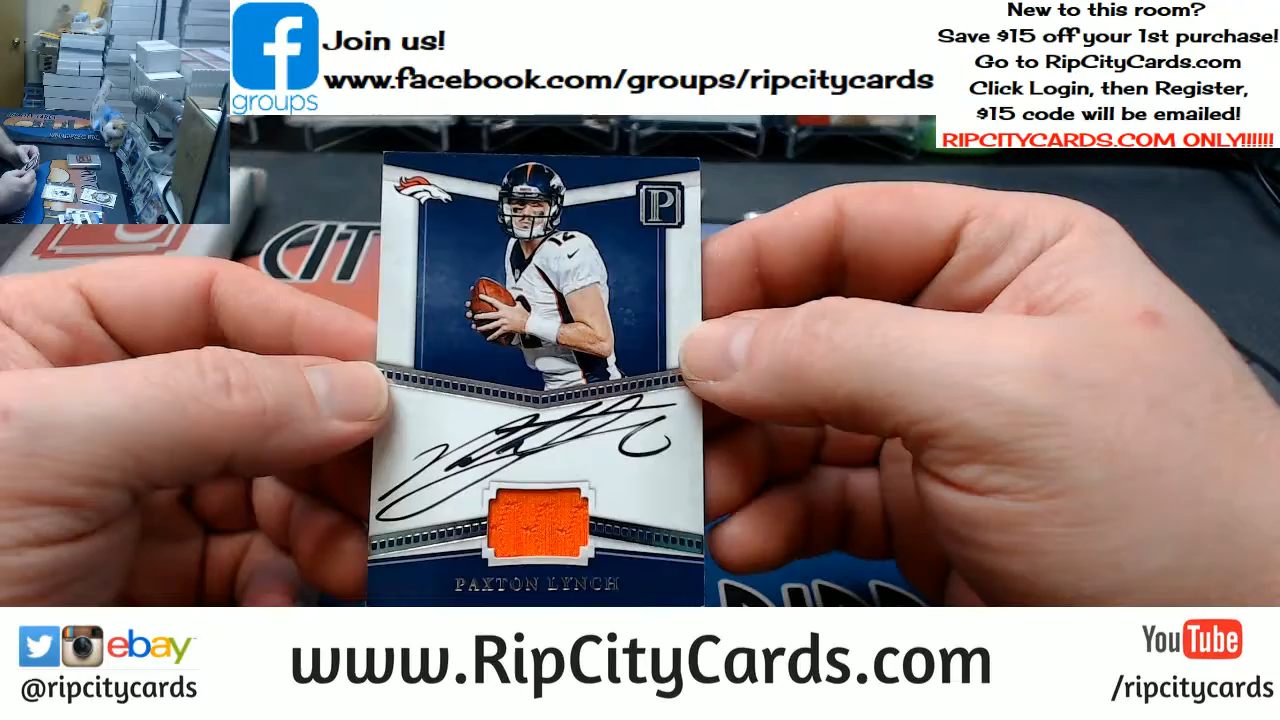 Join us!
www.facebook.com/groups/ripcitycards
groups
New to this room?
Save $15 off your 1st purchase!
Go to RipCityCards.com
Click Login, then Register,
$15 code will be emailed!
RIPCITYCARDS.COM ONLY!!!!!!
CIT
P
12
PAXTON LYNCH
ebay
@ripcitycards
www.RipCityCards.com
YouTube
/ripcitycards